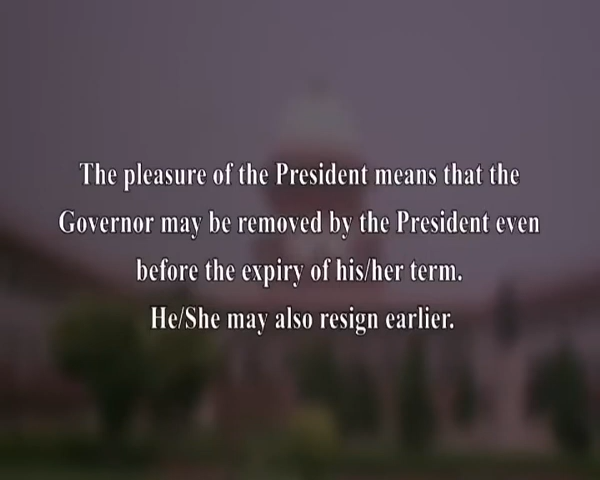 The pleasure of the President means that the
Governor may be removed by the President even
before the expiry of his/her term.
He/She may also resign earlier.